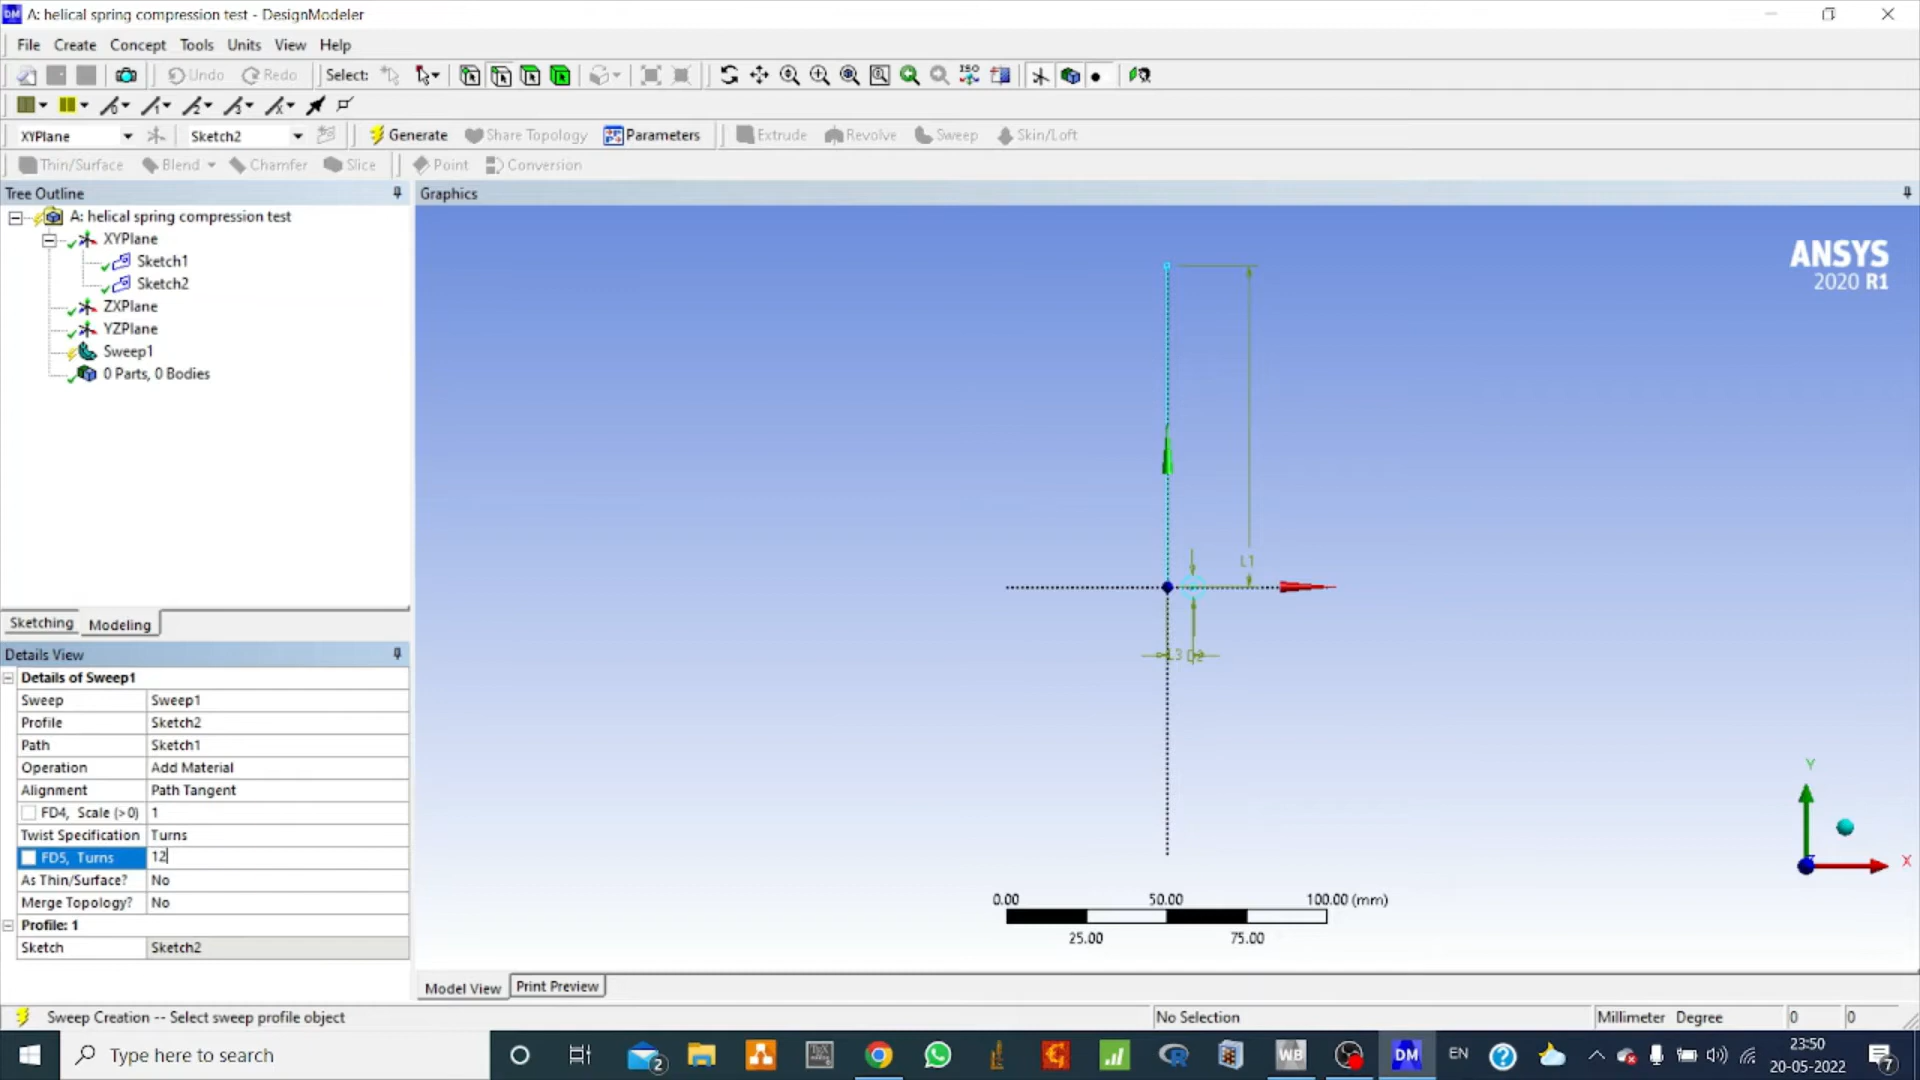 A: helical spring compression test - DesignModeler
File Create Concept Tools Units View Help
Undo Redo Select: ISO
XYPlane Sketch2 Generate Share Topology Parameters Extrude Revolve Sweep Skin/Loft
Thin/Surface Blend Chamfer Slice Point Conversion
Tree Outline
Graphics
A: helical spring compression test
XYPlane
Sketch1
Sketch2
ZXPlane
YZPlane
Sweep1
0 Parts, 0 Bodies
ANSYS
2020 R1
L1
L3
Y
X
0.00 50.00 100.00 (mm)
25.00 75.00
Sketching Modeling
Details View
Details of Sweep1
Sweep Sweep1
Profile Sketch2
Path Sketch1
Operation Add Material
Alignment Path Tangent
FD4, Scale (>0) 1
Twist Specification Turns
FD5, Turns 12
As Thin/Surface? No
Merge Topology? No
Profile: 1
Sketch Sketch2
Model View Print Preview
Sweep Creation -- Select sweep profile object No Selection Millimeter Degree 0 0
Type here to search
2
WB
DM
EN
23:50
20-05-2022
7